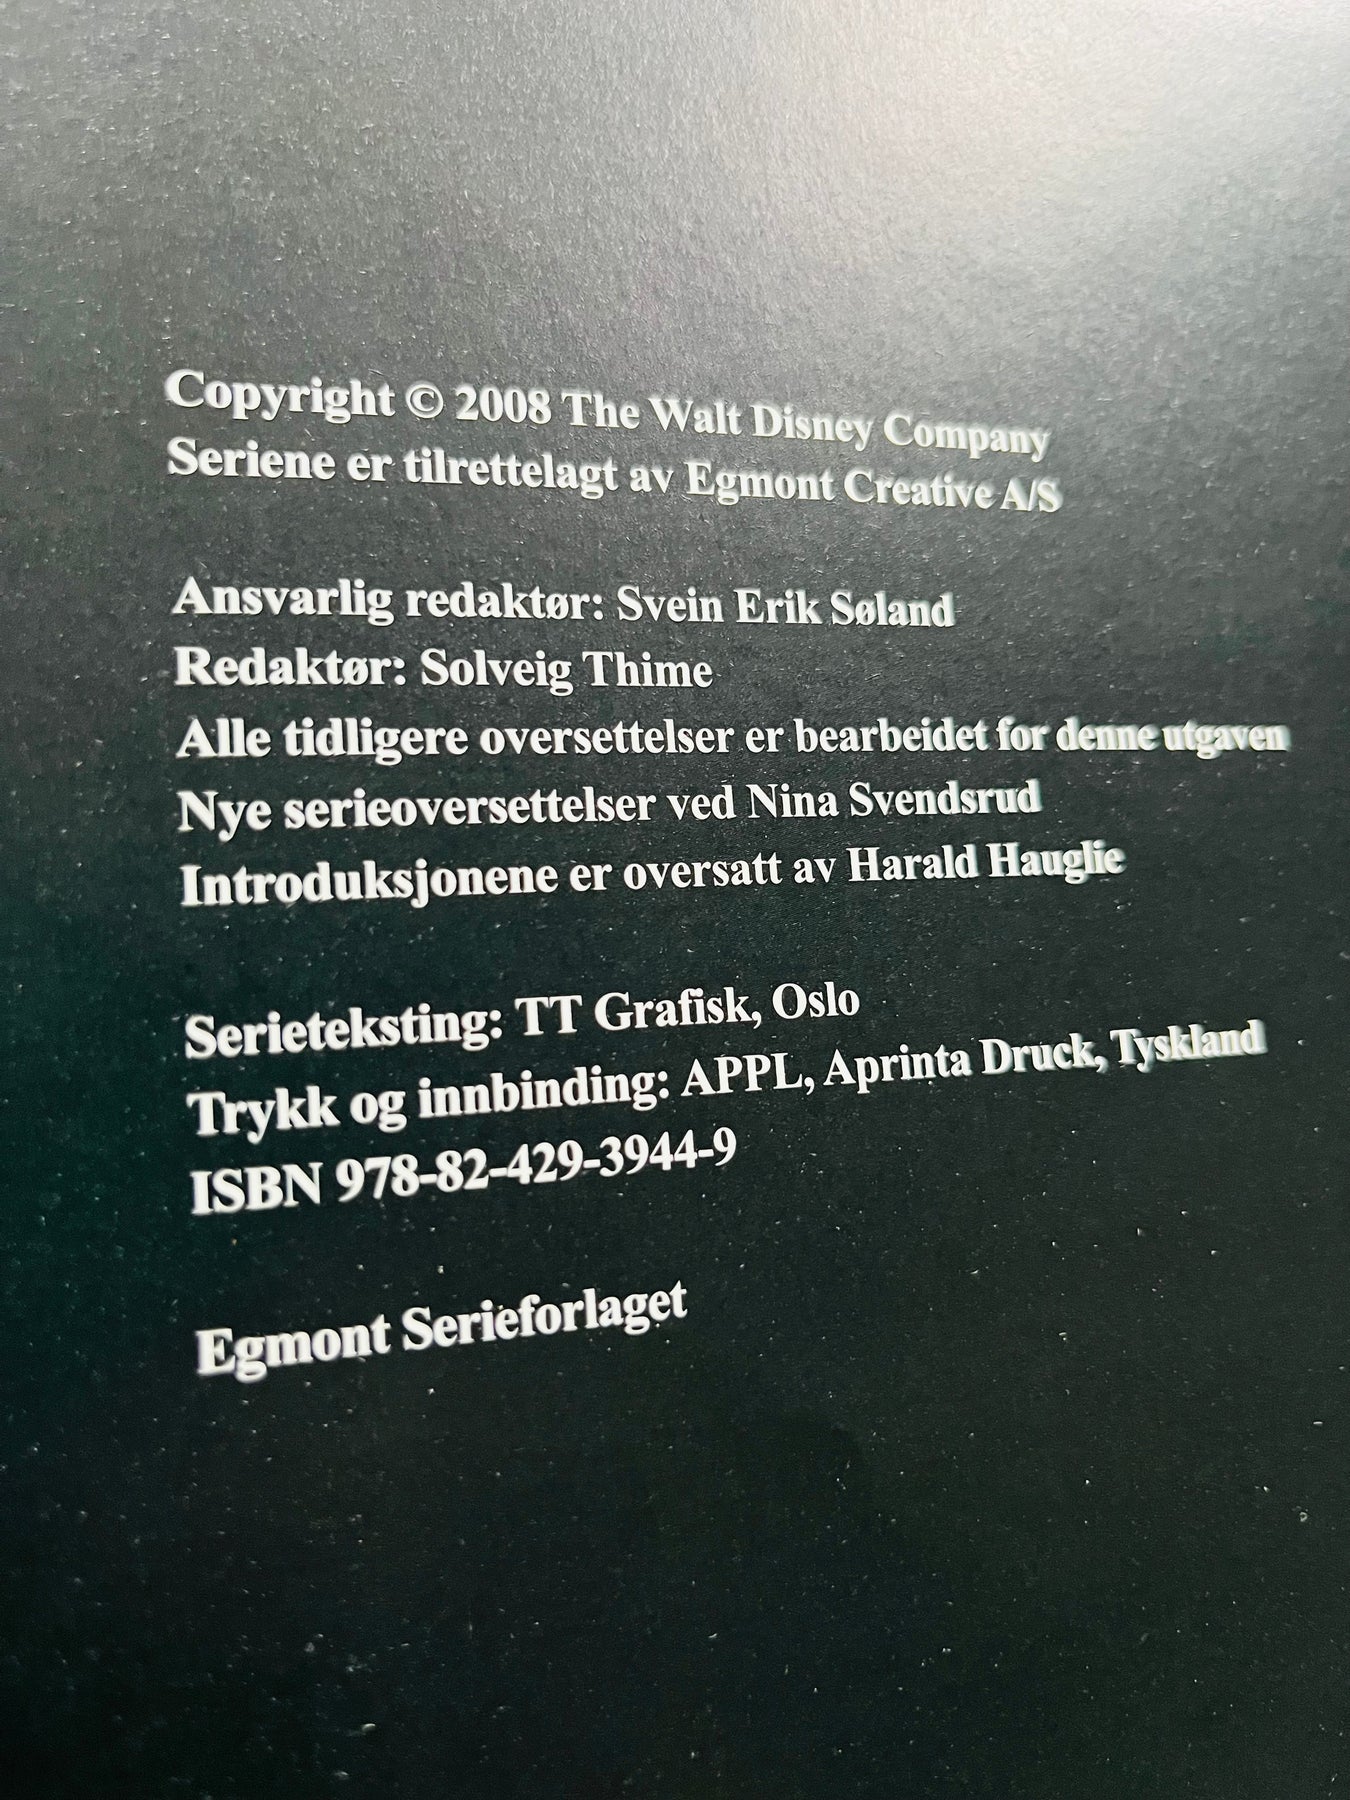 Copyright © 2008 The Walt Disney Company
Seriene er tilrettelagt av Egmont Creative A/S
Ansvarlig redaktør: Svein Erik Søland
Redaktør: Solveig Thime
Alle tidligere oversettelser er bearbeidet for denne utgaven
Nye serieoversettelser ved Nina Svendsrud
Introduksjonene er oversatt av Harald Hauglie
Serieteksting: TT Grafisk, Oslo
Trykk og innbinding: APPL, Aprinta Druck, Tyskland
ISBN 978-82-429-3944-9
Egmont Serieforlaget